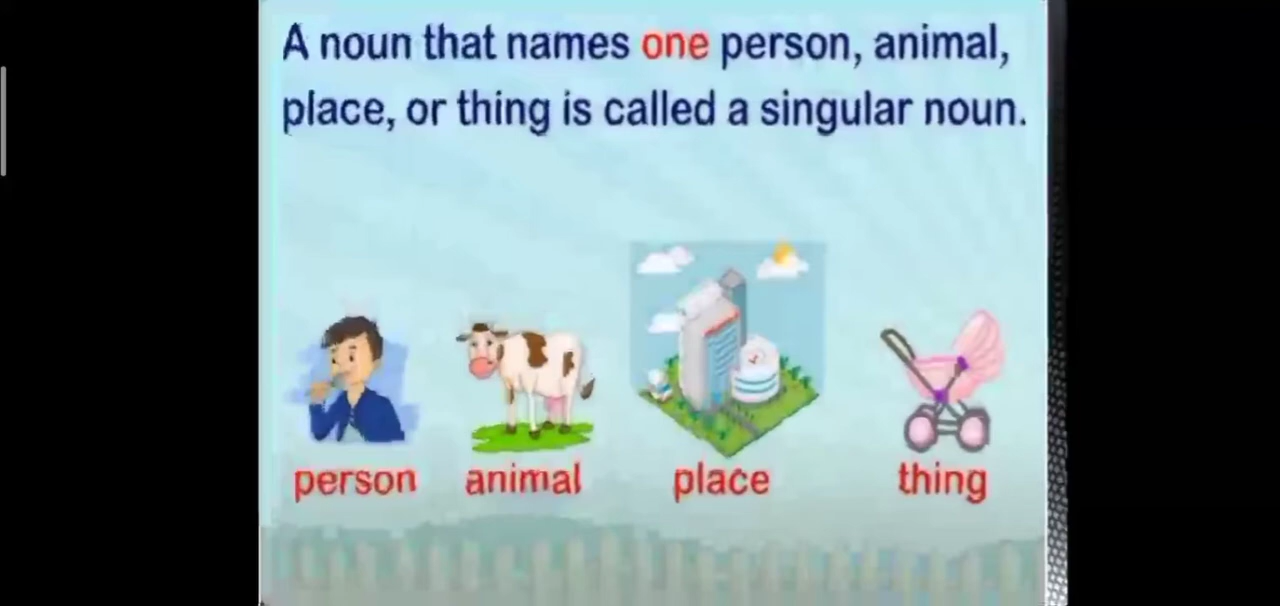 A noun that names one person, animal,
place, or thing is called a singular noun.
person animal place thing